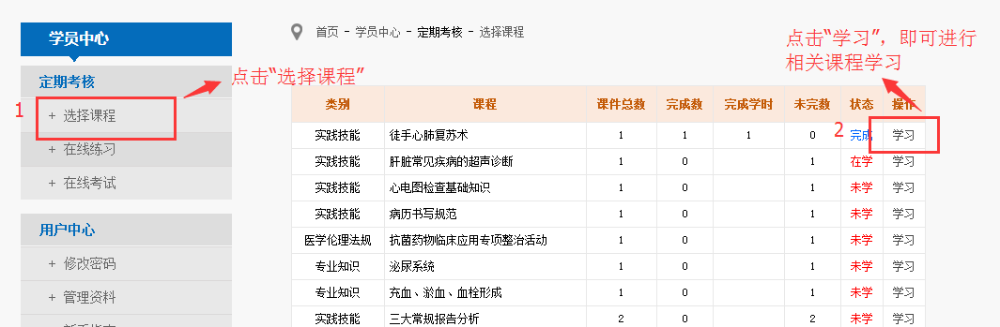 学员中心
定期考核
1
+ 选择课程
+ 在线练习
+ 在线考试
用户中心
+ 修改密码
+ 管理资料
首页 - 学员中心 - 定期考核 - 选择课程
点击“选择课程”
点击“学习”，即可进行
相关课程学习
类别 课程 课件总数 完成数 完成学时 未完数 状态 操作
2
实践技能 徒手心肺复苏术 1 1 1 0 完成 学习
实践技能 肝脏常见疾病的超声诊断 1 0 1 在学 学习
实践技能 心电图检查基础知识 1 0 1 未学 学习
实践技能 病历书写规范 1 0 1 未学 学习
医学伦理法规 抗菌药物临床应用专项整治活动 1 0 1 未学 学习
专业知识 泌尿系统 1 0 1 未学 学习
专业知识 充血、淤血、血栓形成 1 0 1 未学 学习
实践技能 三大常规报告分析 2 0 2 未学 学习